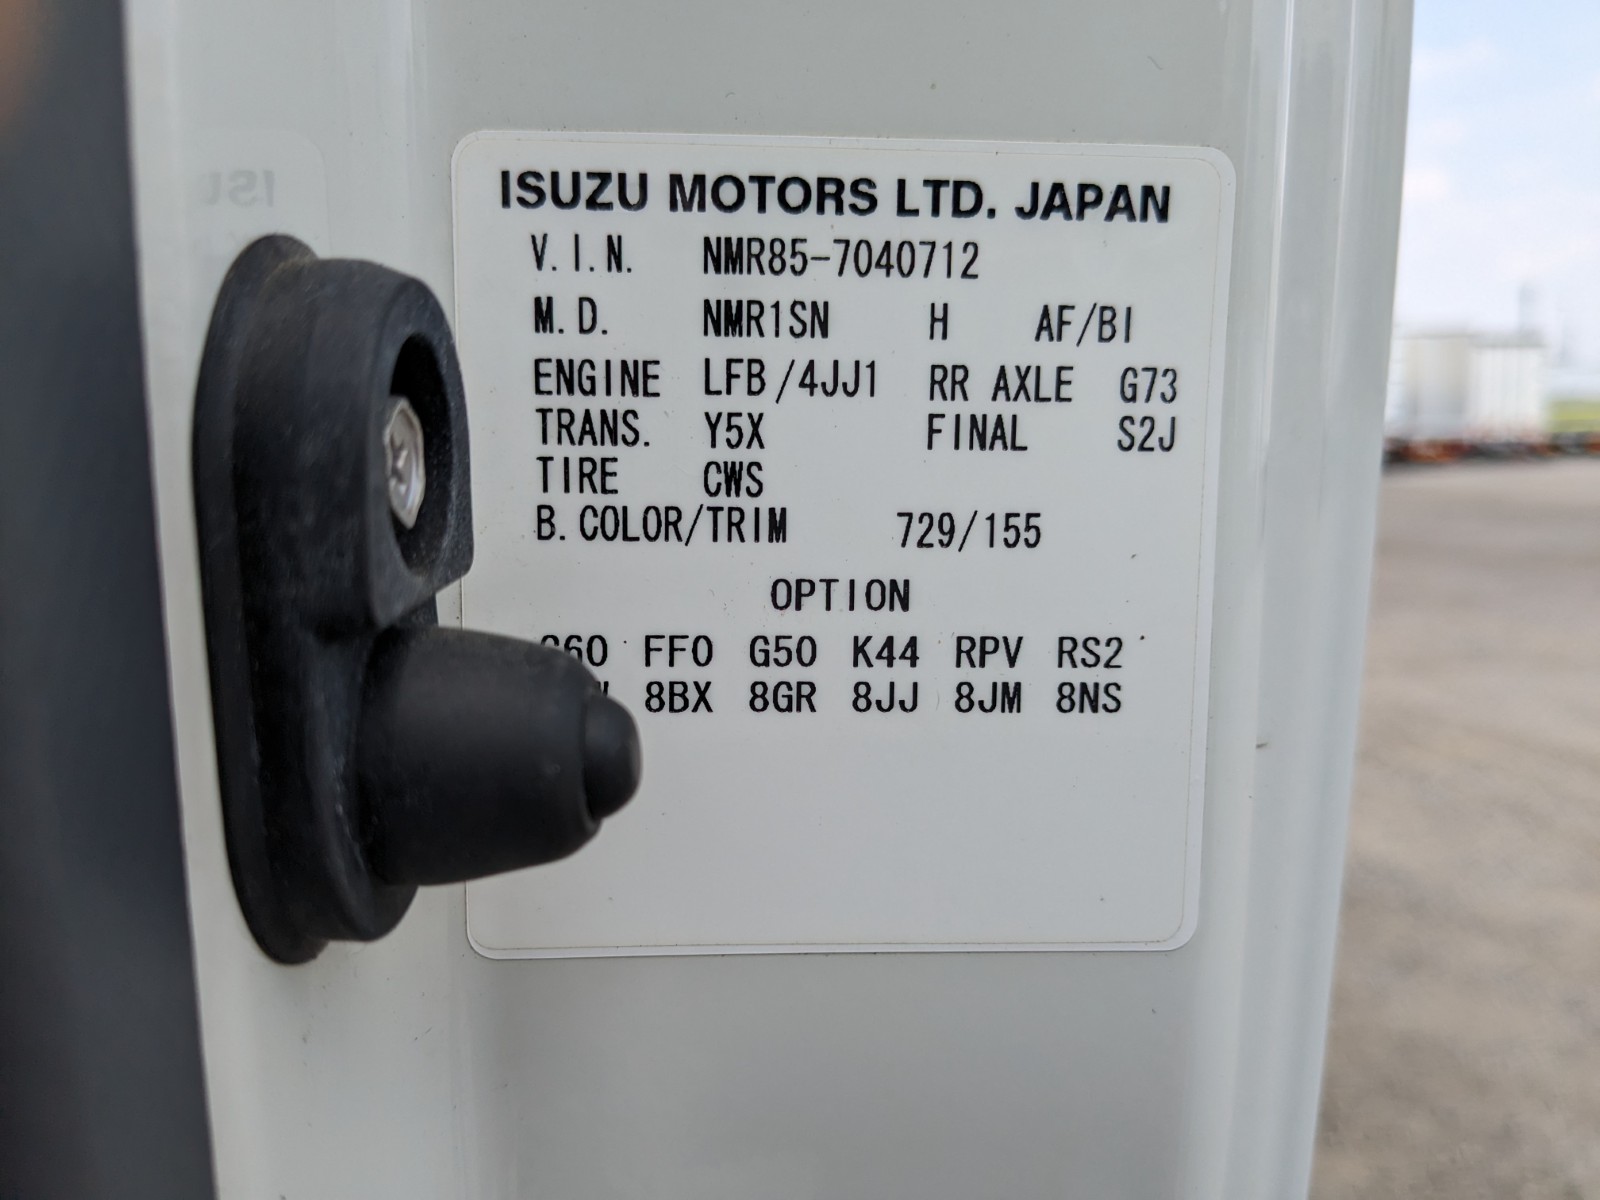 ISUZU MOTORS LTD. JAPAN
V.I.N. NMR85-7040712
M.D. NMR1SN H AF/BI
ENGINE LFB/4JJ1 RR AXLE G73
TRANS. Y5X FINAL S2J
TIRE CWS
B.COLOR/TRIM 729/155
OPTION
FF0 G50 K44 RPV RS2
8BX 8GR 8JJ 8JM 8NS